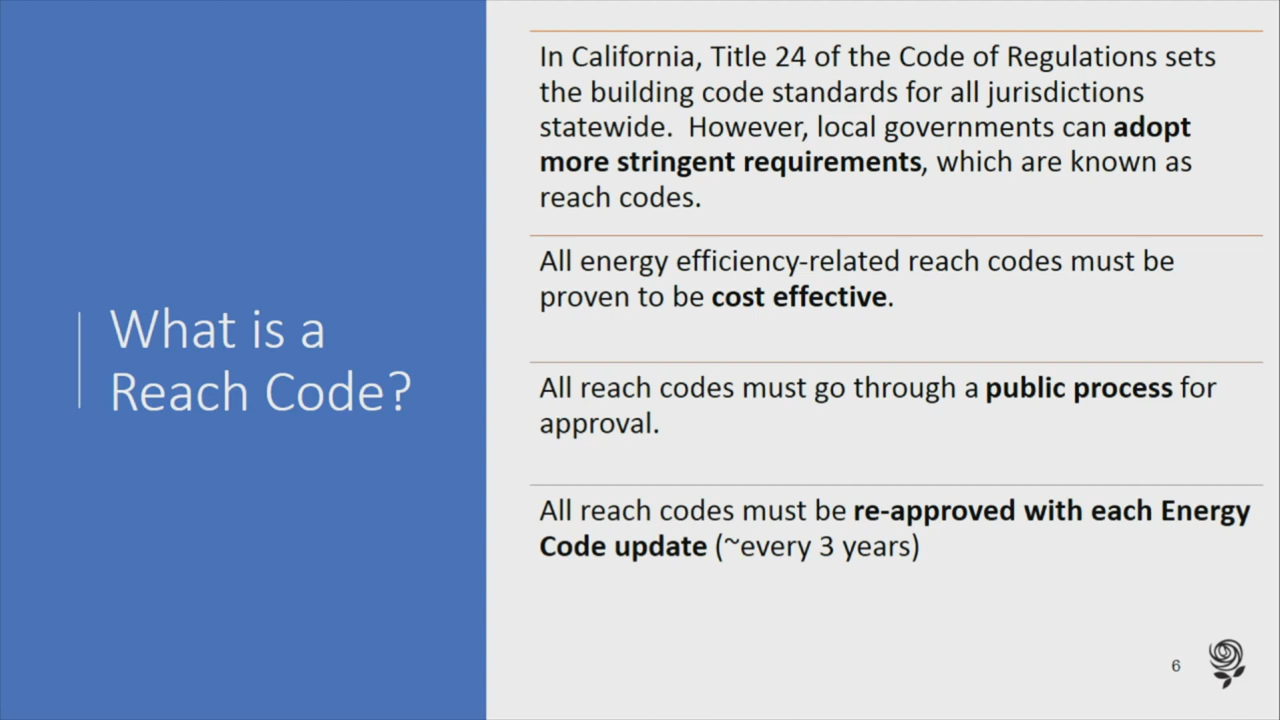 What is a
Reach Code?
In California, Title 24 of the Code of Regulations sets
the building code standards for all jurisdictions
statewide.  However, local governments can adopt
more stringent requirements, which are known as
reach codes.
All energy efficiency-related reach codes must be
proven to be cost effective.
All reach codes must go through a public process for
approval.
All reach codes must be re-approved with each Energy
Code update (~every 3 years)
6